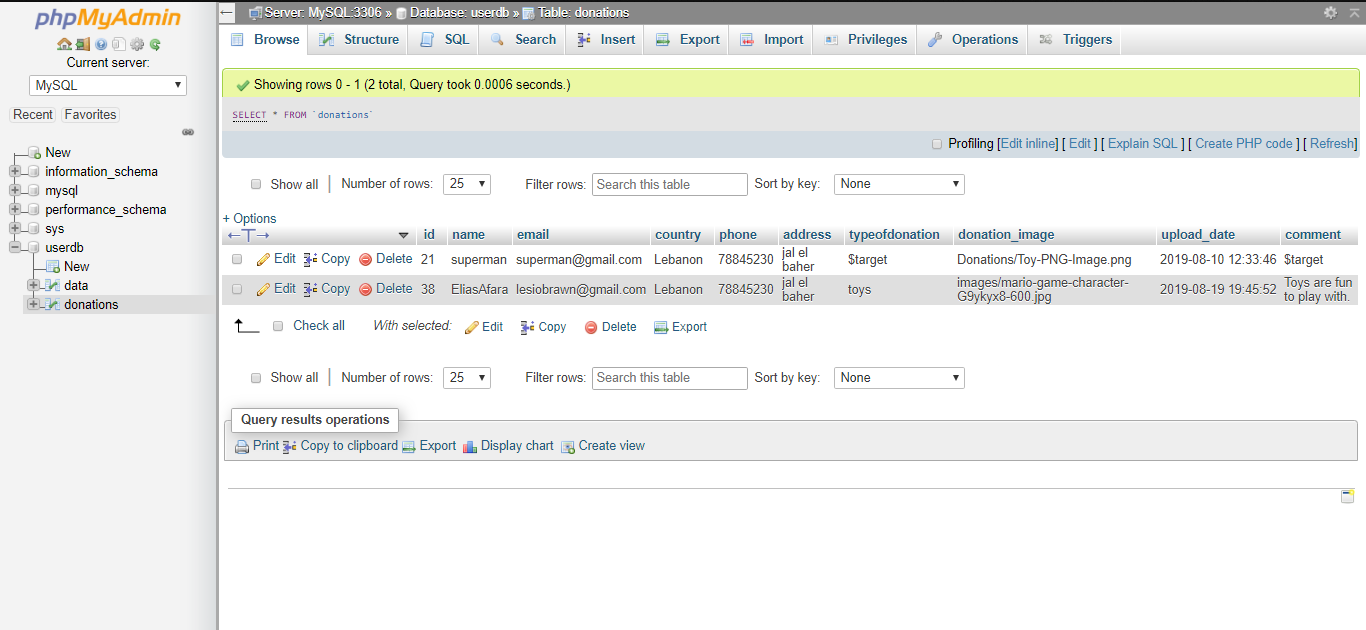 phpMyAdmin
Current server:
MySQL
Recent Favorites
New
information_schema
mysql
performance_schema
sys
userdb
New
data
donations
Server: MySQL:3306 » Database: userdb » Table: donations
Browse Structure SQL Search Insert Export Import Privileges Operations Triggers
Showing rows 0 - 1 (2 total, Query took 0.0006 seconds.)
SELECT * FROM `donations`
Profiling [Edit inline] [ Edit ] [ Explain SQL ] [ Create PHP code ] [ Refresh]
Show all Number of rows: 25 Filter rows: Search this table Sort by key: None
+ Options
←T→ id name email country phone address typeofdonation donation_image upload_date comment
Edit Copy Delete 21 superman superman@gmail.com Lebanon 78845230 jal el baher $target Donations/Toy-PNG-Image.png 2019-08-10 12:33:46 $target
Edit Copy Delete 38 EliasAfara lesiobrawn@gmail.com Lebanon 78845230 jal el baher toys images/mario-game-character-G9ykyx8-600.jpg 2019-08-19 19:45:52 Toys are fun to play with.
Check all With selected: Edit Copy Delete Export
Show all Number of rows: 25 Filter rows: Search this table Sort by key: None
Query results operations
Print Copy to clipboard Export Display chart Create view